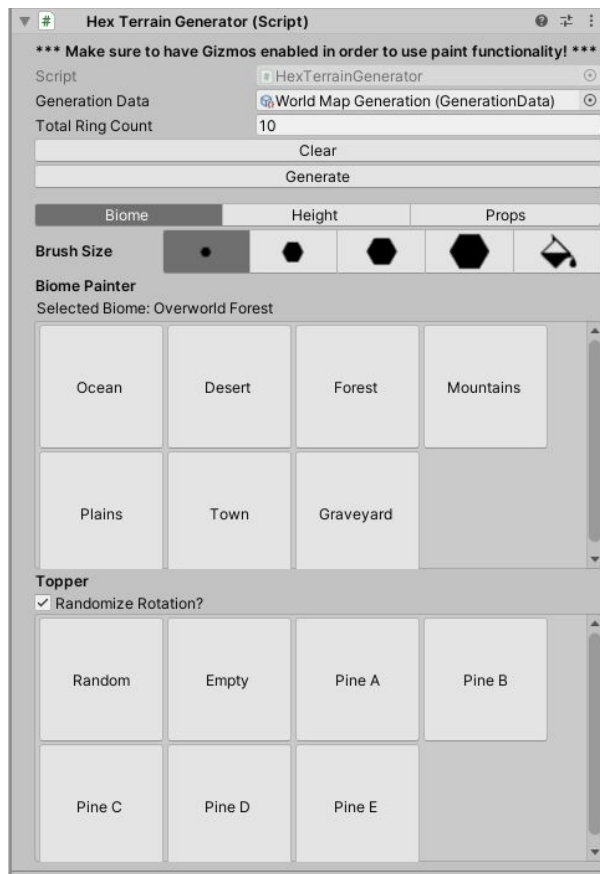 # Hex Terrain Generator (Script)
*** Make sure to have Gizmos enabled in order to use paint functionality! ***
Script # HexTerrainGenerator
Generation Data World Map Generation (GenerationData)
Total Ring Count 10
Clear
Generate
Biome Height Props
Brush Size
Biome Painter
Selected Biome: Overworld Forest
Ocean Desert Forest Mountains
Plains Town Graveyard
Topper
Randomize Rotation?
Random Empty Pine A Pine B
Pine C Pine D Pine E